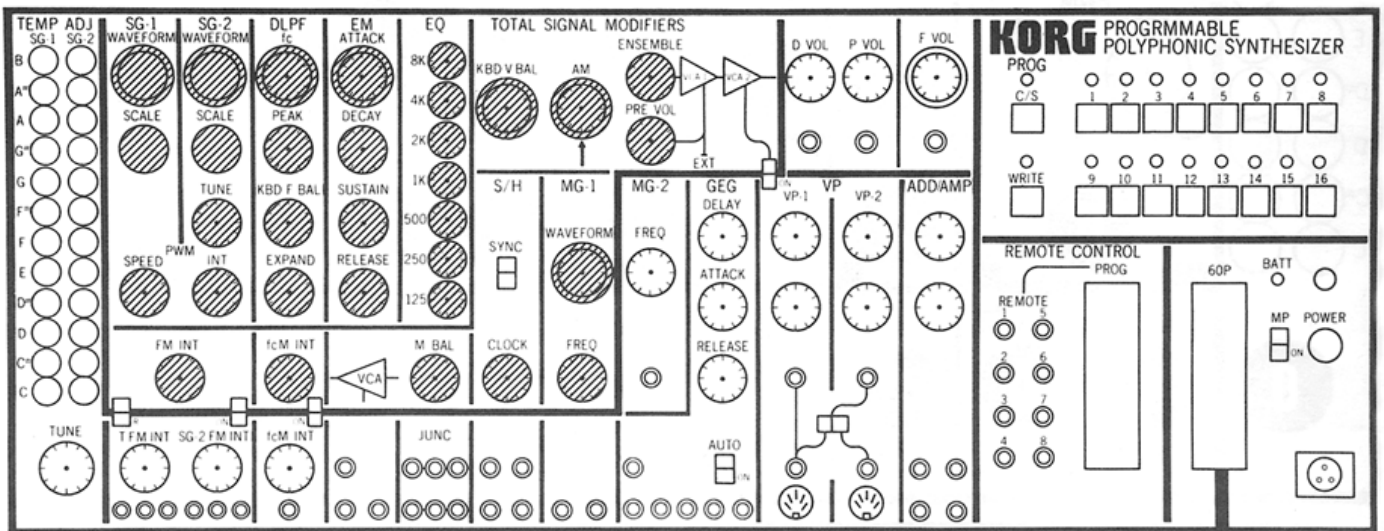 TEMP ADJ
SG-1 SG-2
B
A#
A
G#
G
F#
F
E
D#
D
C#
C
TUNE
SG-1
WAVEFORM
SCALE
SPEED
PWM
SG-2
WAVEFORM
SCALE
TUNE
INT
DLPF
fc
PEAK
KBD F BAL
EXPAND
EM
ATTACK
DECAY
SUSTAIN
RELEASE
EQ
8K
4K
2K
1K
500
250
125
FM INT
fcM INT
VCA
M BAL
T FM INT
SG-2 FM INT
fcM INT
JUNC
TOTAL SIGNAL MODIFIERS
KBD V BAL
AM
ENSEMBLE
PRE VOL
VCA 1
VCA 2
EXT
S/H
SYNC
CLOCK
MG-1
WAVEFORM
FREQ
MG-2
FREQ
GEG
DELAY
ATTACK
RELEASE
AUTO
ON
D VOL
P VOL
F VOL
VP
VP-1
VP-2
ADD/AMP
KORG PROGRMMABLE
POLYPHONIC SYNTHESIZER
PROG
C/S
1 2 3 4 5 6 7 8
WRITE
9 10 11 12 13 14 15 16
REMOTE CONTROL
PROG
REMOTE
1 5
2 6
3 7
4 8
60P
BATT
MP
ON
POWER